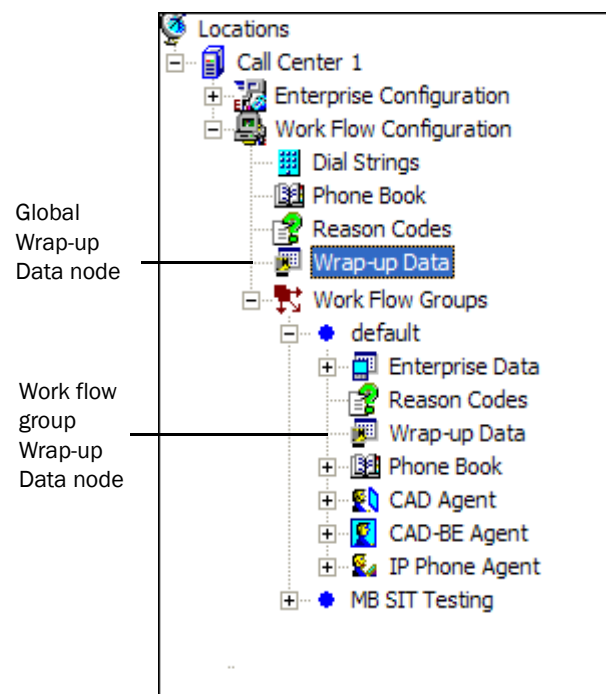 Locations
Call Center 1
Enterprise Configuration
Work Flow Configuration
Dial Strings
Phone Book
Reason Codes
Wrap-up Data
Work Flow Groups
default
Enterprise Data
Reason Codes
Wrap-up Data
Phone Book
CAD Agent
CAD-BE Agent
IP Phone Agent
MB SIT Testing
Global
Wrap-up
Data node
Work flow
group
Wrap-up
Data node